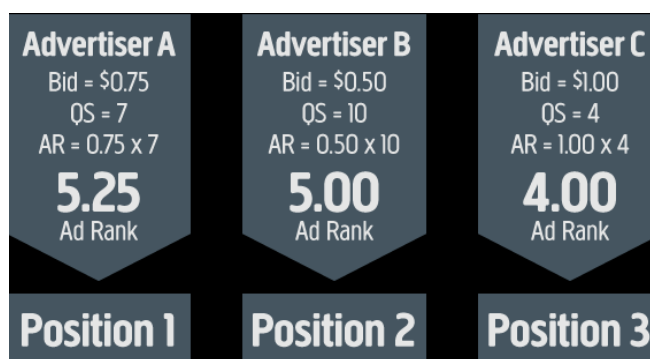 Advertiser A
Bid = $0.75
QS = 7
AR = 0.75 x 7
5.25
Ad Rank
Position 1
Advertiser B
Bid = $0.50
QS = 10
AR = 0.50 x 10
5.00
Ad Rank
Position 2
Advertiser C
Bid = $1.00
QS = 4
AR = 1.00 x 4
4.00
Ad Rank
Position 3